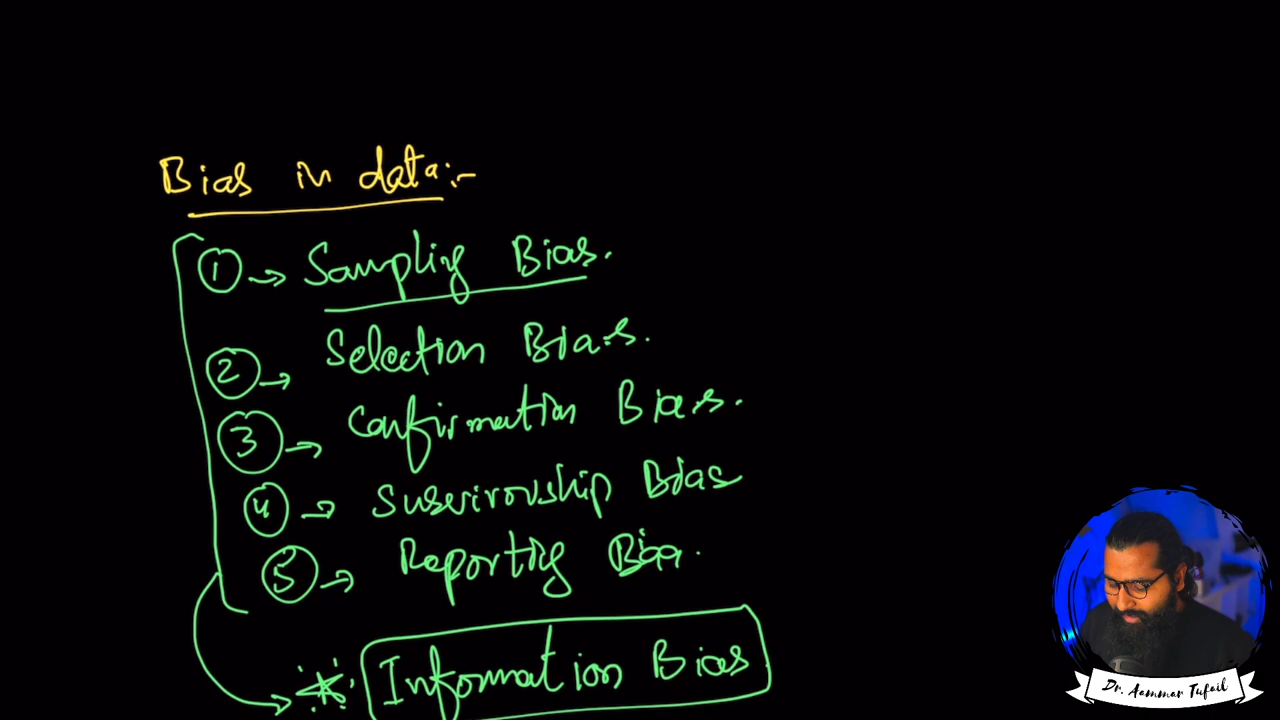 Bias in data:-
① → Sampling Bias.
② → Selection Bias.
③ → Confirmation Bias.
④ → Survivorship Bias
⑤ → Reporting Bias.
Information Bias
Dr. Aammar Tufail